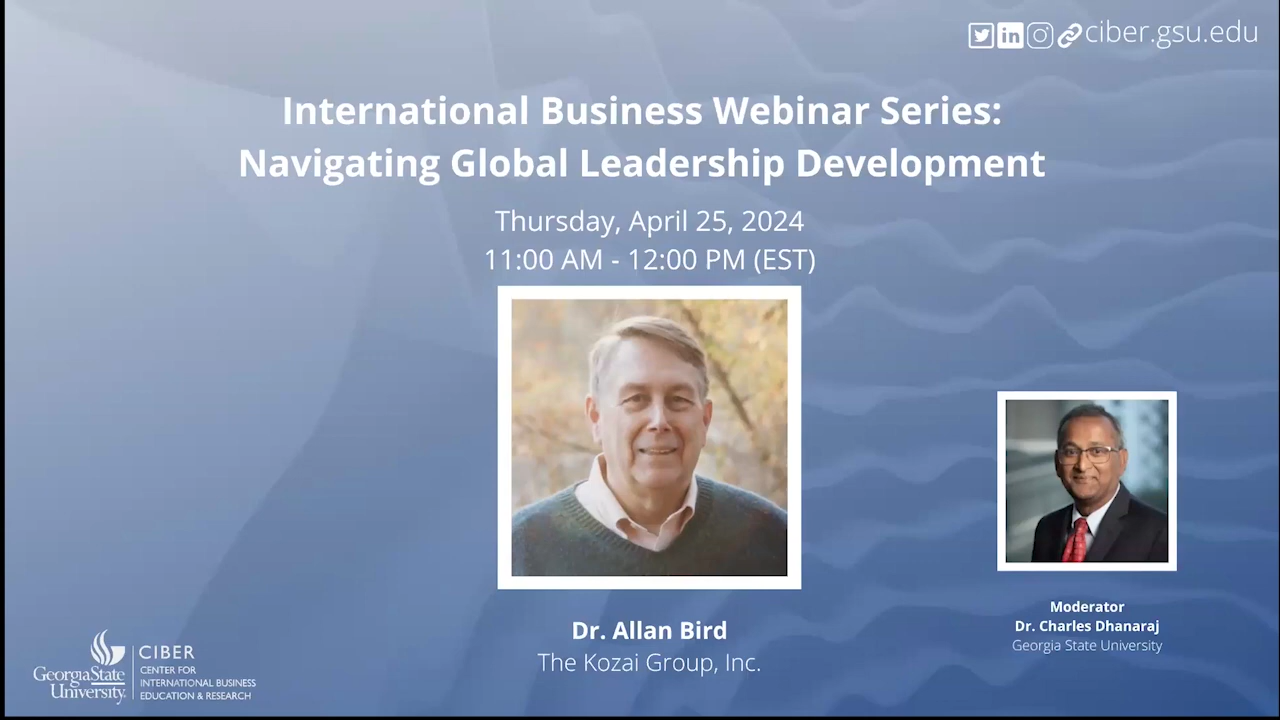 ciber.gsu.edu
International Business Webinar Series:
Navigating Global Leadership Development
Thursday, April 25, 2024
11:00 AM - 12:00 PM (EST)
Dr. Allan Bird
The Kozai Group, Inc.
Moderator
Dr. Charles Dhanaraj
Georgia State University
GeorgiaState
University
CIBER
CENTER FOR
INTERNATIONAL BUSINESS
EDUCATION & RESEARCH